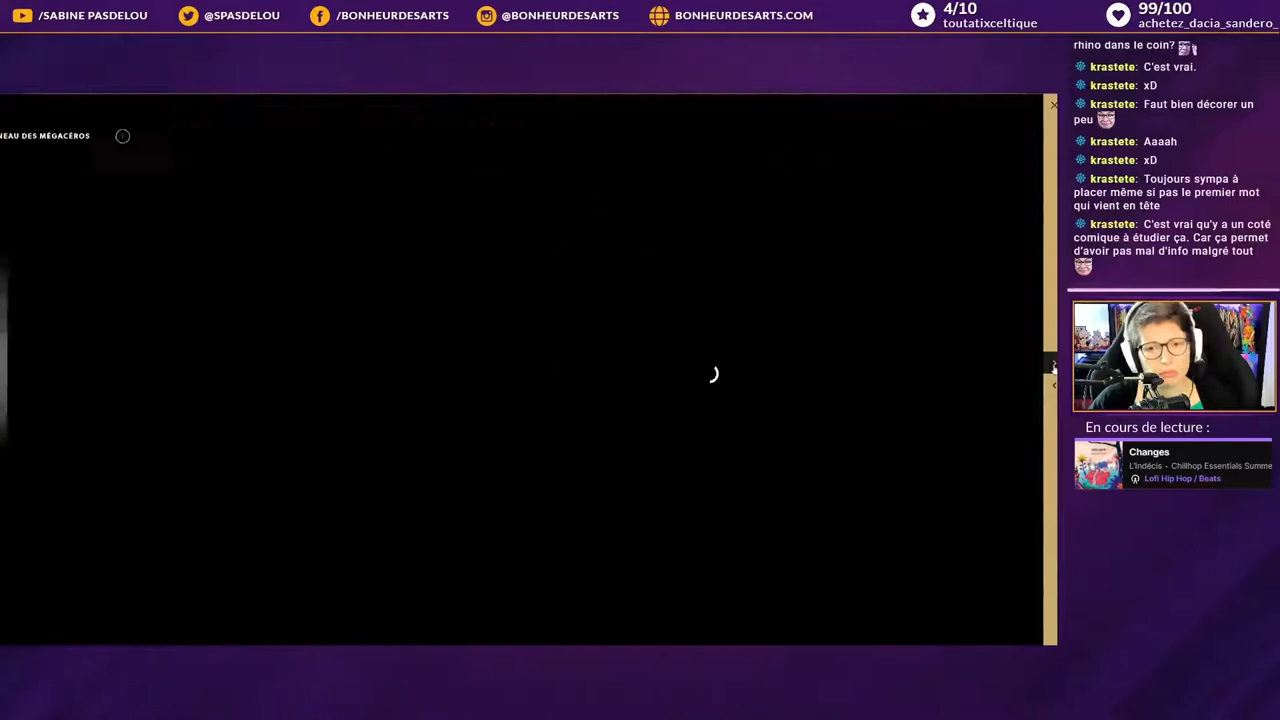 /SABINE PASDELOU
@SPASDELOU
/BONHEURDESARTS
@BONHEURDESARTS
BONHEURDESARTS.COM
4/10
toutatixceltique
99/100
achetez_dacia_sandero_
rhino dans le coin?
krastete: C'est vrai.
krastete: xD
krastete: Faut bien décorer un
peu
krastete: Aaaah
krastete: xD
krastete: Toujours sympa à
placer même si pas le premier mot
qui vient en tête
krastete: C'est vrai qu'y a un coté
comique à étudier ça. Car ça permet
d'avoir pas mal d'info malgré tout
NEAU DES MÉGACÉROS
En cours de lecture :
Changes
L'Indécis - Chillhop Essentials Summe
Lofi Hip Hop / Beats